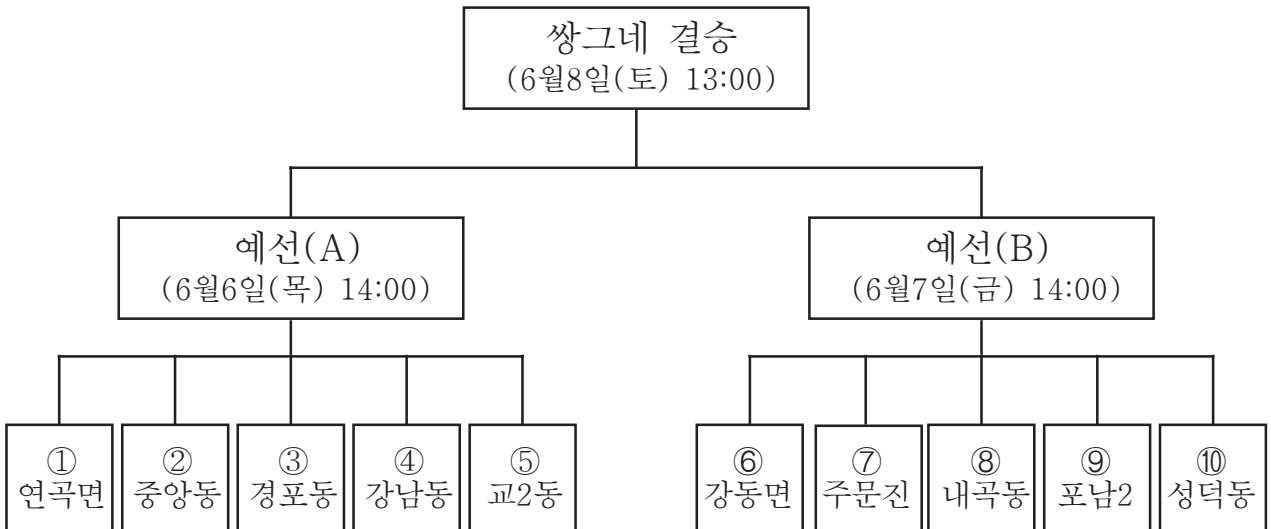 쌍그네 결승
(6월8일(토) 13:00)
예선(A)
(6월6일(목) 14:00)
예선(B)
(6월7일(금) 14:00)
①
연곡면
②
중앙동
③
경포동
④
강남동
⑤
교2동
⑥
강동면
⑦
주문진
⑧
내곡동
⑨
포남2
⑩
성덕동